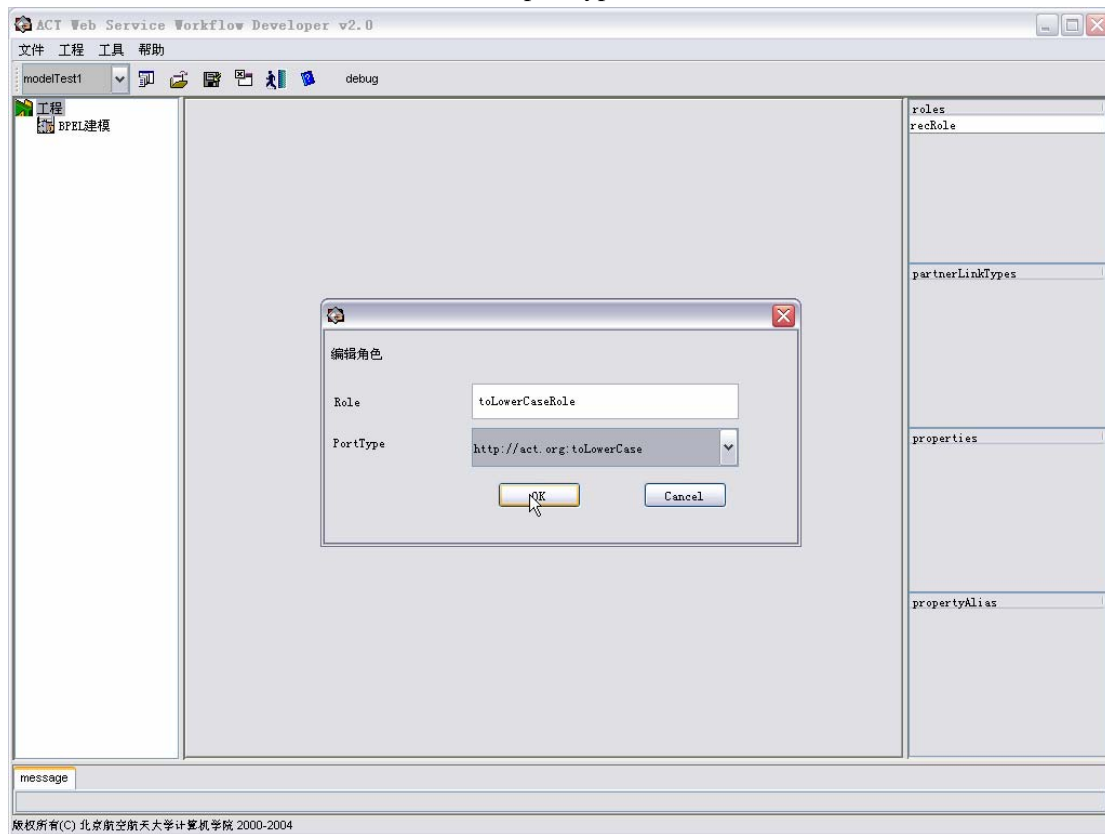 ACT Web Service Workflow Developer v2.0
文件 工程 工具 帮助
modelTest1 debug
工程
BPEL建模
roles
recRole
partnerLinkTypes
编辑角色
Role toLowerCaseRole
PortType http://act.org:toLowerCase
OK Cancel
properties
propertyAlias
message
版权所有(C) 北京航空航天大学计算机学院 2000-2004